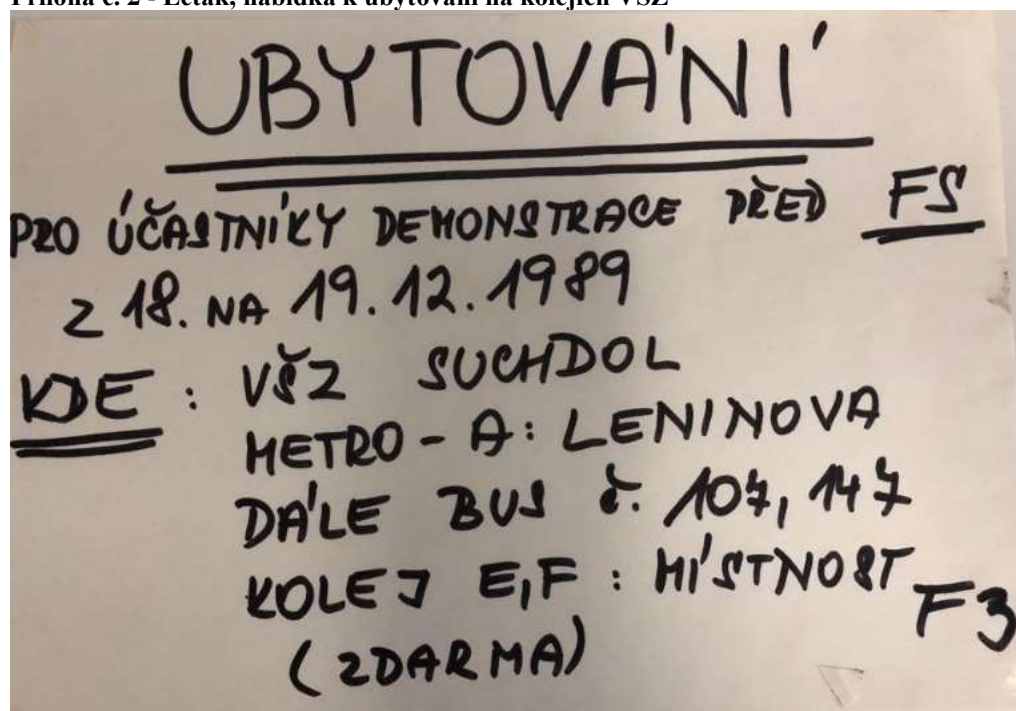 Příloha č. 2 - Leták, nabídka k ubytování na kolejích VŠZ
UBYTOVÁNÍ
PRO ÚČASTNÍKY DEMONSTRACE PŘED FS
Z 18. NA 19.12.1989
KDE : VŠZ SUCHDOL
METRO - A: LENINOVA
DÁLE BUS č. 107, 147
KOLEJ E,F : MÍSTNOST F3
(ZDARMA)